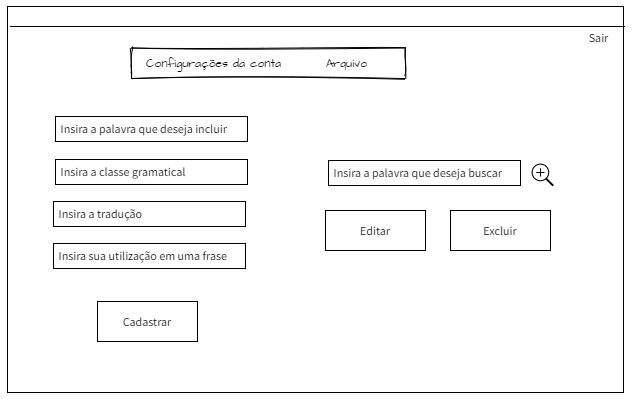 Sair
Configurações da conta Arquivo
Insira a palavra que deseja incluir
Insira a classe gramatical
Insira a palavra que deseja buscar
Insira a tradução
Editar Excluir
Insira sua utilização em uma frase
Cadastrar